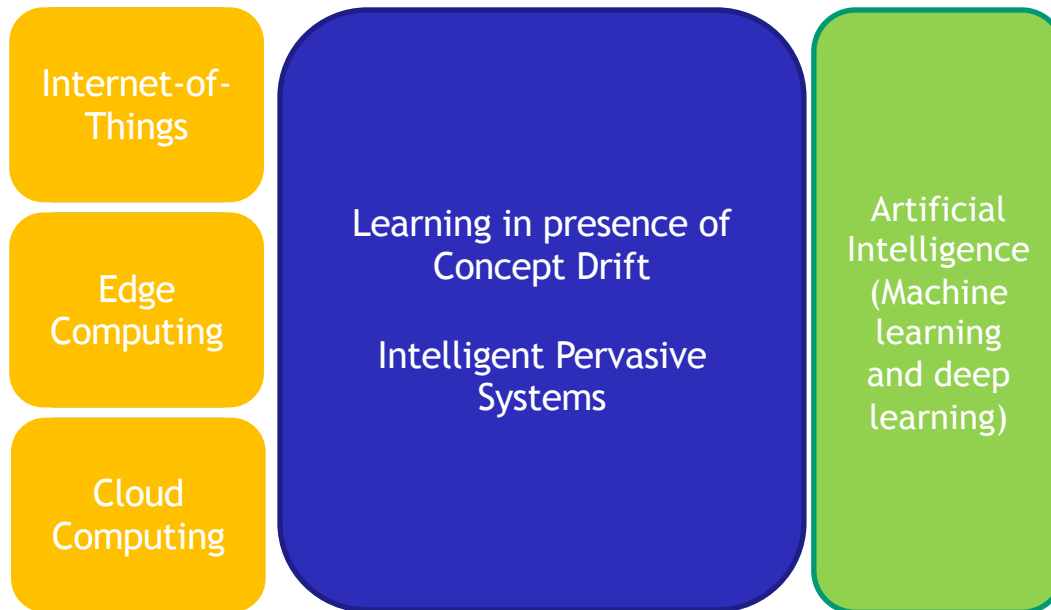 Internet-of-
Things
Edge
Computing
Cloud
Computing
Learning in presence of
Concept Drift
Intelligent Pervasive
Systems
Artificial
Intelligence
(Machine
learning
and deep
learning)